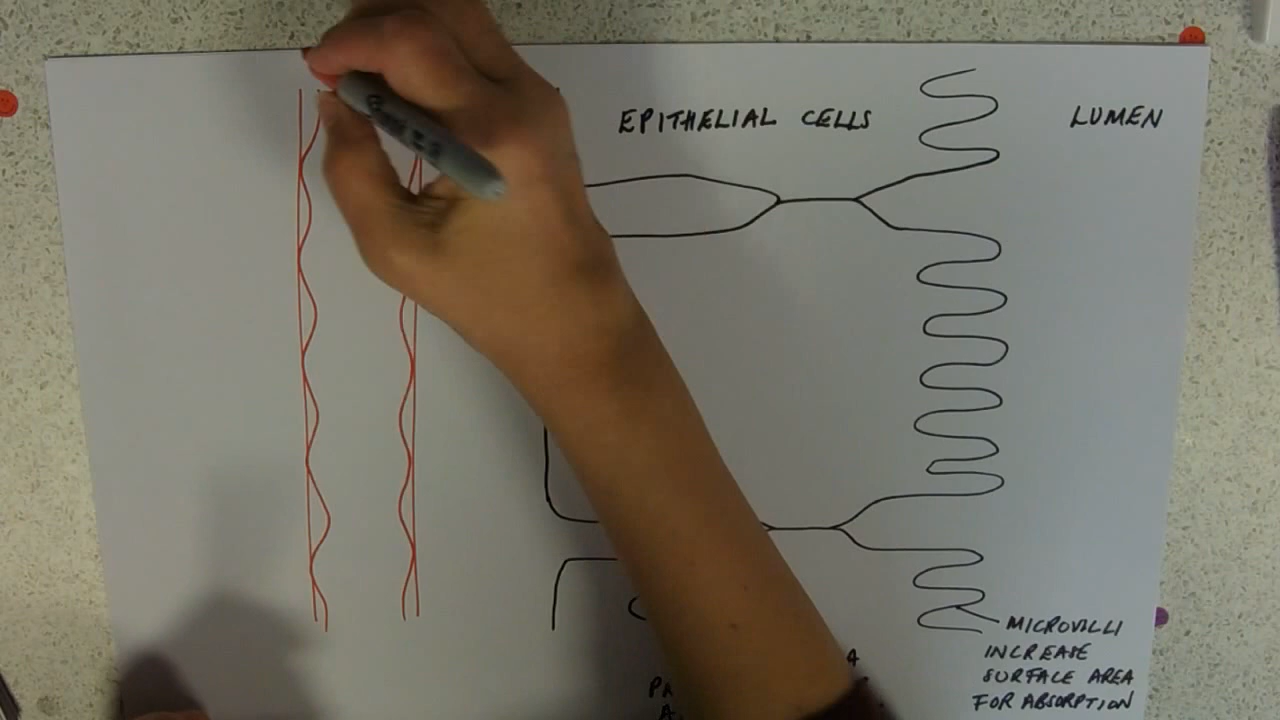 EPITHELIAL CELLS
LUMEN
MICROVILLI
INCREASE
SURFACE AREA
FOR ABSORPTION